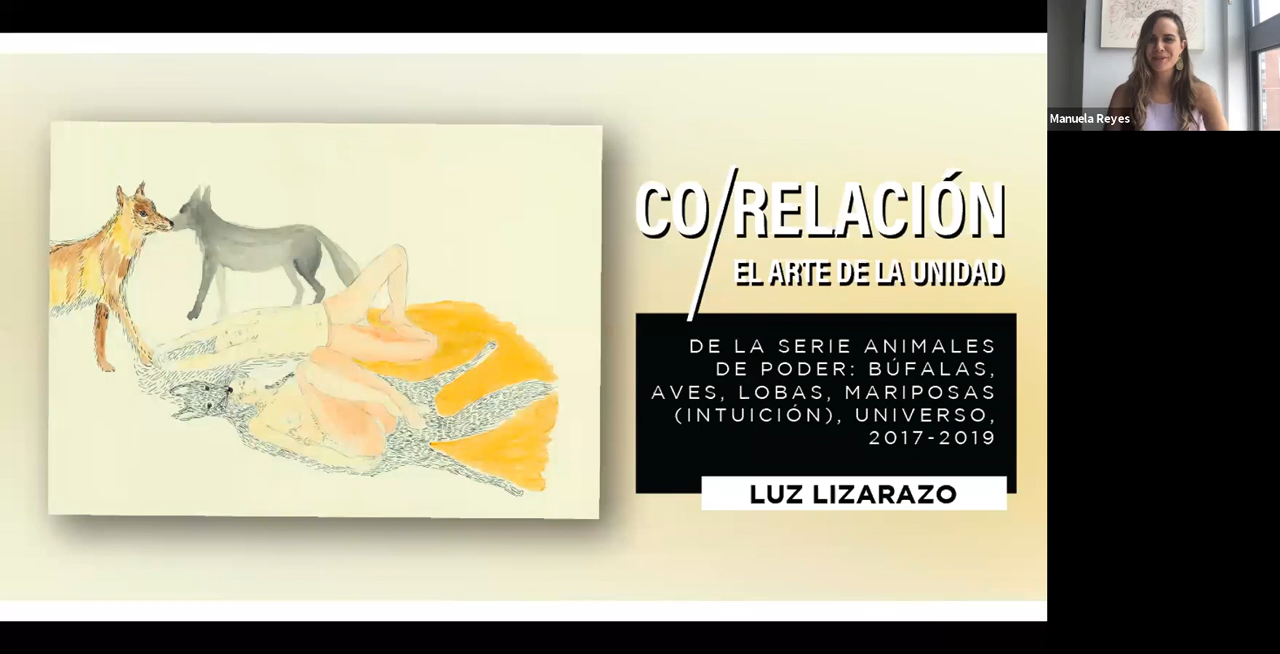 CO/RELACIÓN
EL ARTE DE LA UNIDAD
DE LA SERIE ANIMALES
DE PODER: BÚFALAS,
AVES, LOBAS, MARIPOSAS
(INTUICIÓN), UNIVERSO,
2017-2019
LUZ LIZARAZO
Manuela Reyes